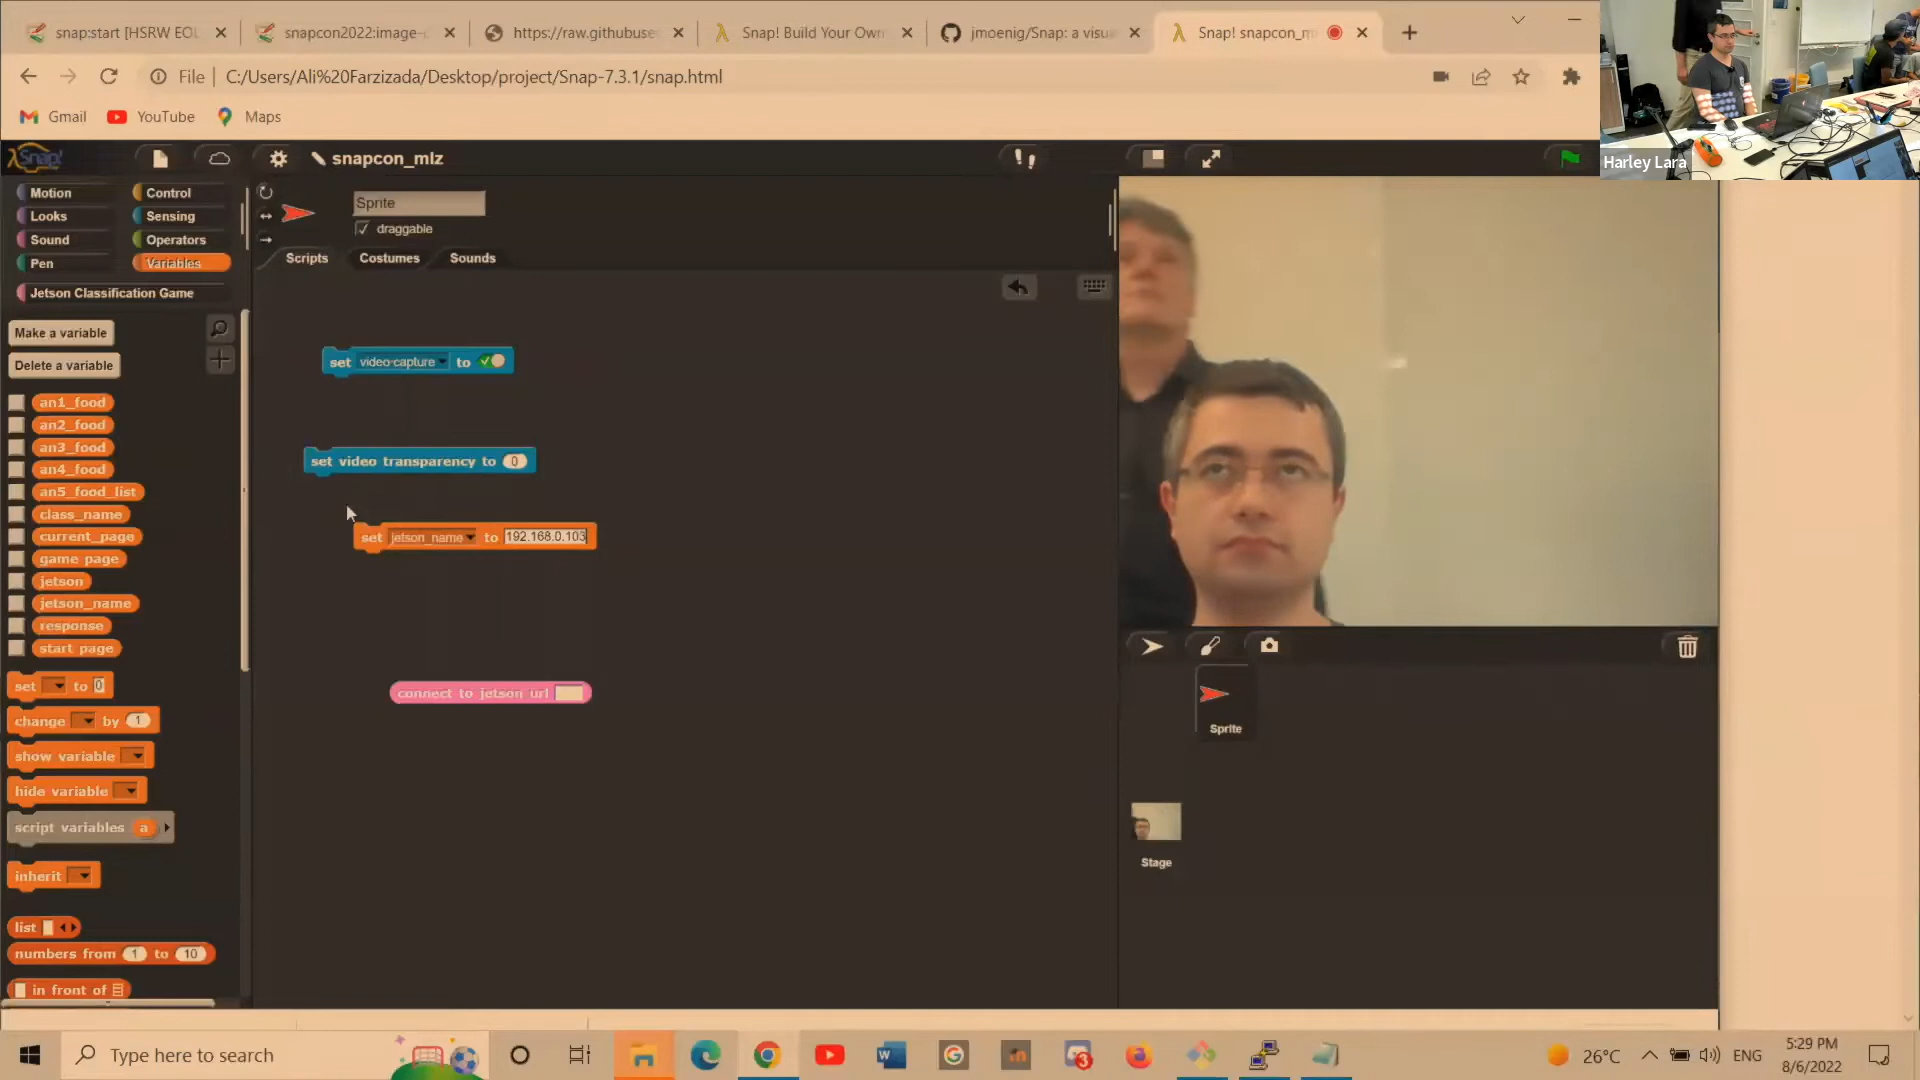 snap:start [HSRW EOL
snapcon2022:image-
https://raw.githubuse
Snap! Build Your Own
jmoenig/Snap: a visua
Snap! snapcon_m
File
C:/Users/Ali%20Farzizada/Desktop/project/Snap-7.3.1/snap.html
Gmail
YouTube
Maps
Harley Lara
Snap!
snapcon_mlz
Motion
Control
Looks
Sensing
Sound
Operators
Pen
Variables
Jetson Classification Game
Sprite
draggable
Scripts
Costumes
Sounds
Make a variable
Delete a variable
an1_food
an2_food
an3_food
an4_food
an5_food_list
class_name
current_page
game page
jetson
jetson_name
response
start page
set to 0
change by 1
show variable
hide variable
script variables a
inherit
list
numbers from 1 to 10
in front of
set video capture to
set video transparency to 0
set jetson_name to 192.168.0.103
connect to jetson url
Sprite
Stage
Type here to search
3
26°C
ENG
5:29 PM
8/6/2022